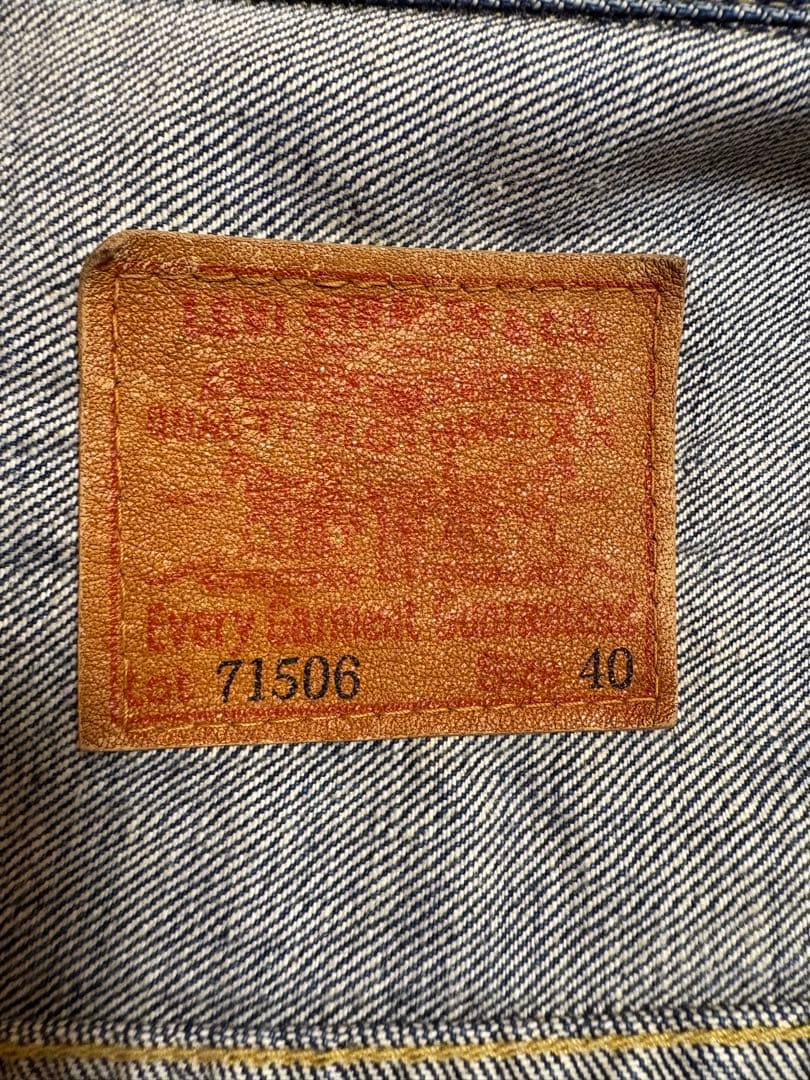 LEVI STRAUSS & CO.
QUALITY CLOTHING
Every Garment Guaranteed
Lot 71506 Size 40